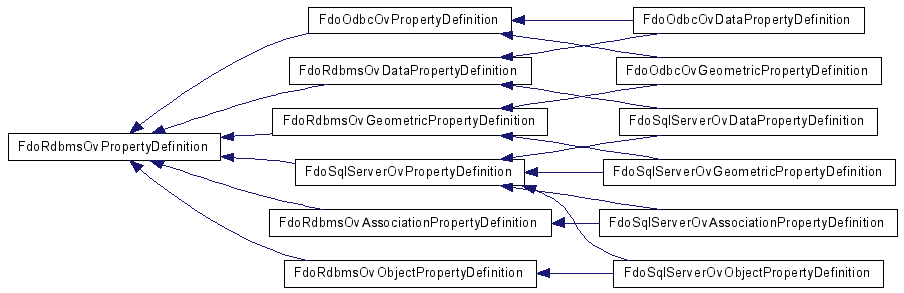 FdoOdbcOvPropertyDefinition
FdoOdbcOvDataPropertyDefinition
FdoRdbmsOvDataPropertyDefinition
FdoOdbcOvGeometricPropertyDefinition
FdoRdbmsOvGeometricPropertyDefinition
FdoSqlServerOvDataPropertyDefinition
FdoRdbmsOvPropertyDefinition
FdoSqlServerOvPropertyDefinition
FdoSqlServerOvGeometricPropertyDefinition
FdoRdbmsOvAssociationPropertyDefinition
FdoSqlServerOvAssociationPropertyDefinition
FdoRdbmsOvObjectPropertyDefinition
FdoSqlServerOvObjectPropertyDefinition